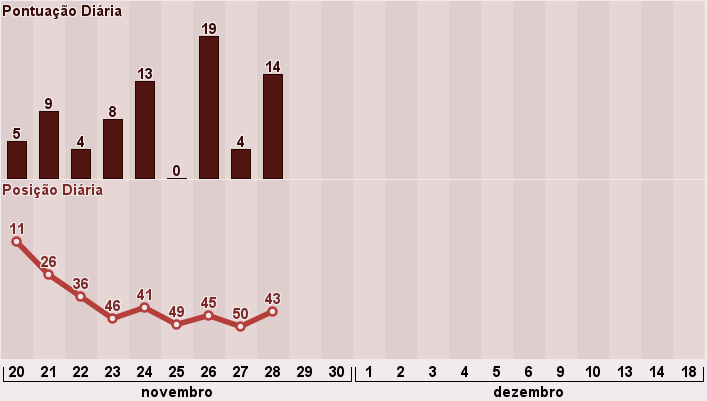 Pontuação Diária
5 9 4 8 13 0 19 4 14
Posição Diária
11 26 36 46 41 49 45 50 43
20 21 22 23 24 25 26 27 28 29 30 1 2 3 4 5 6 9 10 13 14 18
novembro dezembro